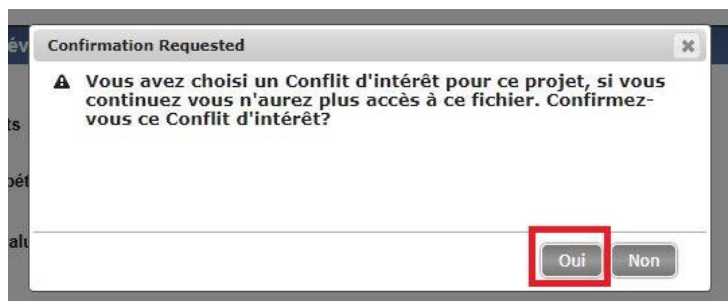 Confirmation Requested
Vous avez choisi un Conflit d'intérêt pour ce projet, si vous
continuez vous n'aurez plus accès à ce fichier. Confirmez-
vous ce Conflit d'intérêt?
Oui Non